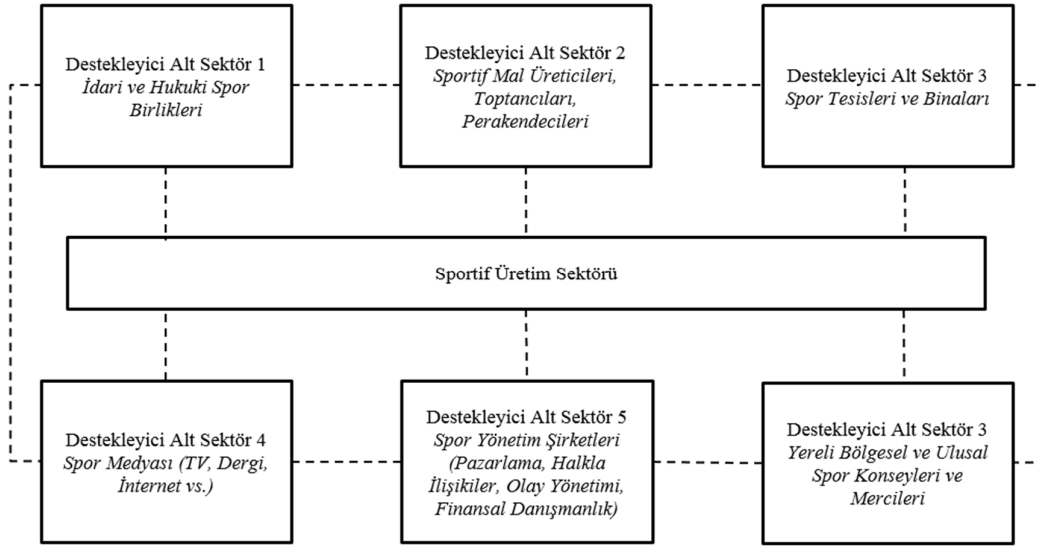 Destekleyici Alt Sektör 1
İdari ve Hukuki Spor
Birlikleri
Destekleyici Alt Sektör 2
Sportif Mal Üreticileri,
Toptancıları,
Perakendecileri
Destekleyici Alt Sektör 3
Spor Tesisleri ve Binaları
Sportif Üretim Sektörü
Destekleyici Alt Sektör 4
Spor Medyası (TV, Dergi,
İnternet vs.)
Destekleyici Alt Sektör 5
Spor Yönetim Şirketleri
(Pazarlama, Halkla
İlişikiler, Olay Yönetimi,
Finansal Danışmanlık)
Destekleyici Alt Sektör 3
Yereli Bölgesel ve Ulusal
Spor Konseyleri ve
Mercileri